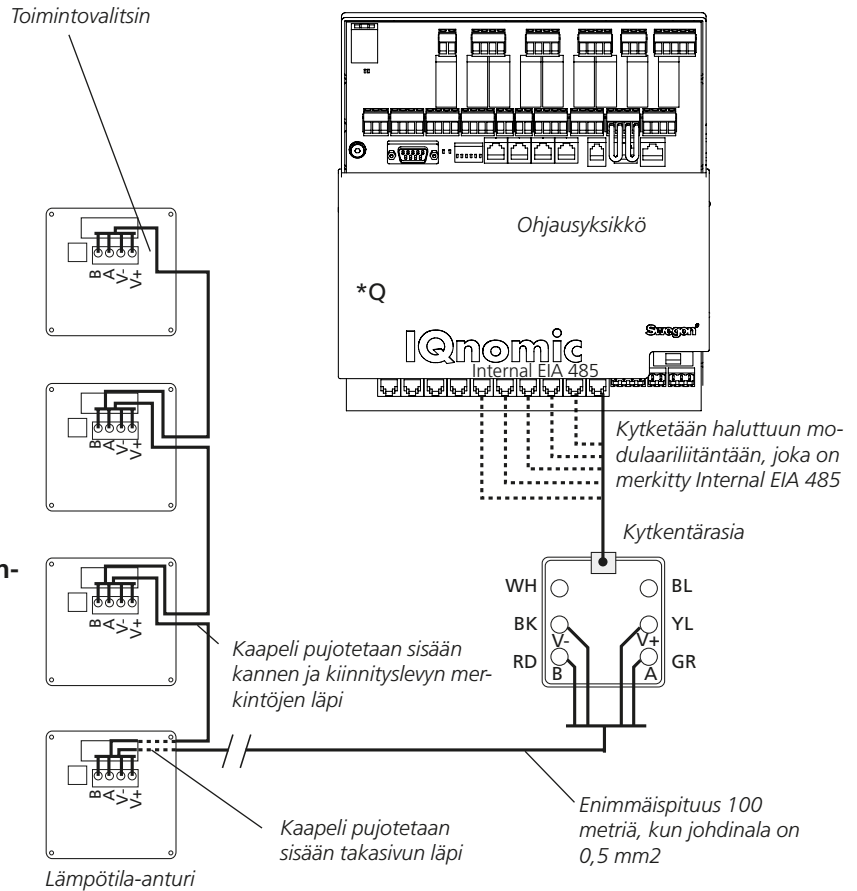 Toimintovalitsin
Ohjausyksikkö
*Q
IQnomic
Swegon
Internal EIA 485
B A V- V+
B A V- V+
B A V- V+
B A V- V+
n-
Kytketään haluttuun mo-
dulaariliitäntään, joka on
merkitty Internal EIA 485
Kytkentärasia
WH BL
BK YL
V- V+
RD GR
B A
Kaapeli pujotetaan sisään
kannen ja kiinnityslevyn mer-
kintöjen läpi
Kaapeli pujotetaan
sisään takasivun läpi
Enimmäispituus 100
metriä, kun johdinala on
0,5 mm2
Lämpötila-anturi